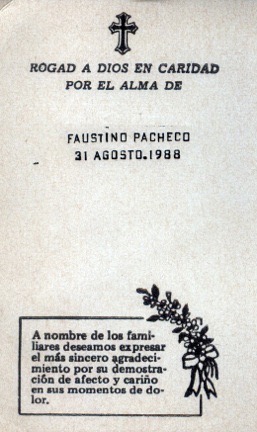 ROGAD A DIOS EN CARIDAD
POR EL ALMA DE
FAUSTINO PACHECO
31 AGOSTO.1988
A nombre de los fami-
liares deseamos expresar
el más sincero agradeci-
miento por su demostra-
ción de afecto y cariño
en sus momentos de do-
lor.